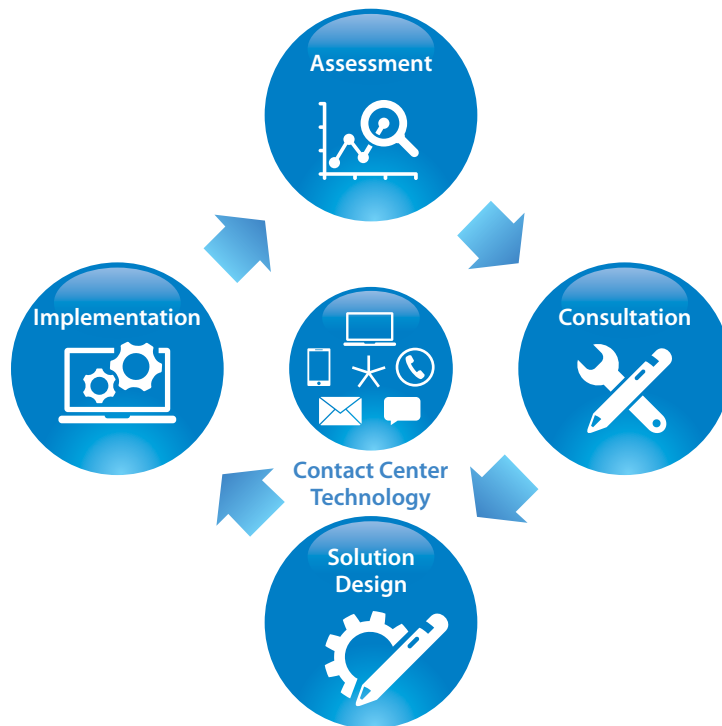 Assessment
Implementation
Consultation
Contact Center
Technology
Solution
Design